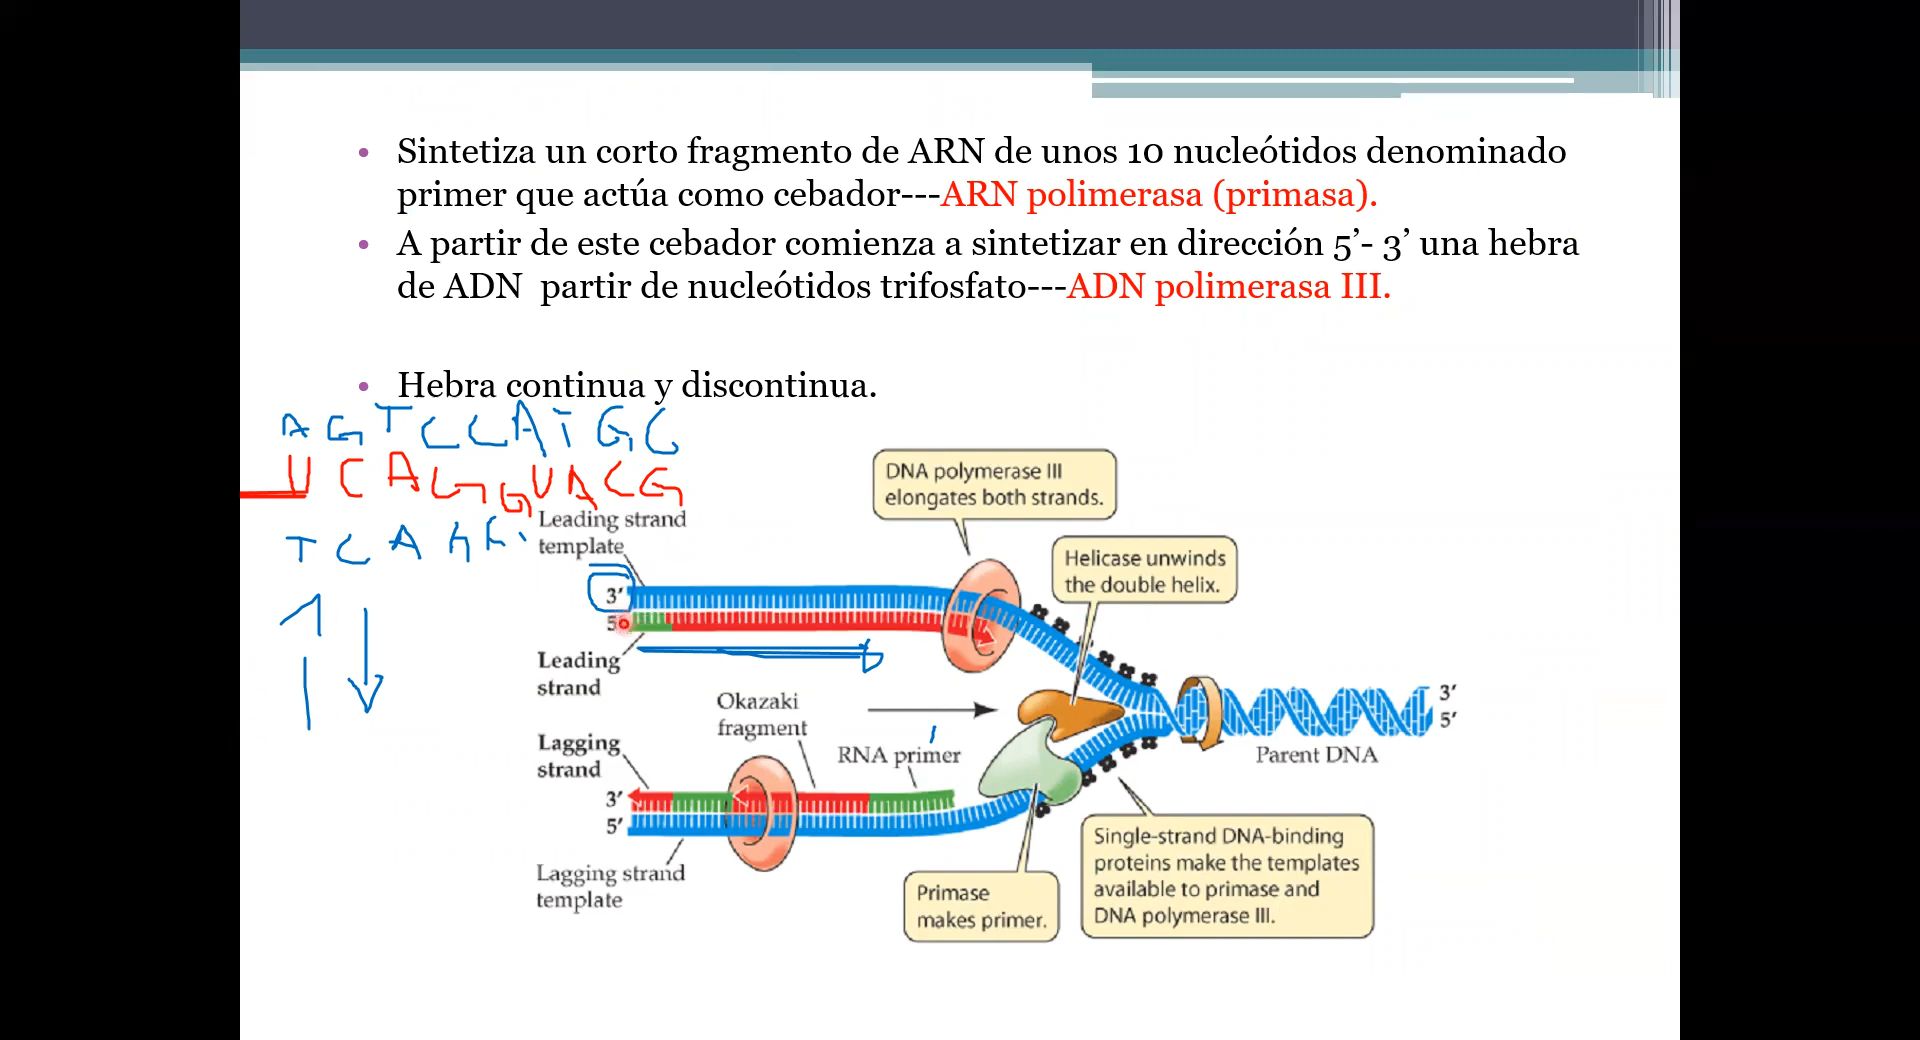 • Sintetiza un corto fragmento de ARN de unos 10 nucleótidos denominado
primer que actúa como cebador---ARN polimerasa (primasa).
• A partir de este cebador comienza a sintetizar en dirección 5’- 3’ una hebra
de ADN partir de nucleótidos trifosfato---ADN polimerasa III.
• Hebra continua y discontinua.
A G T C C A T G C
U C A G G U A C G
T C A
DNA polymerase III
elongates both strands.
Leading strand
template
Helicase unwinds
the double helix.
3′
5
Leading
strand
Okazaki
fragment
RNA primer
Lagging
strand
3′
5′
Lagging strand
template
3′
5′
Parent DNA
Primase
makes primer.
Single-strand DNA-binding
proteins make the templates
available to primase and
DNA polymerase III.